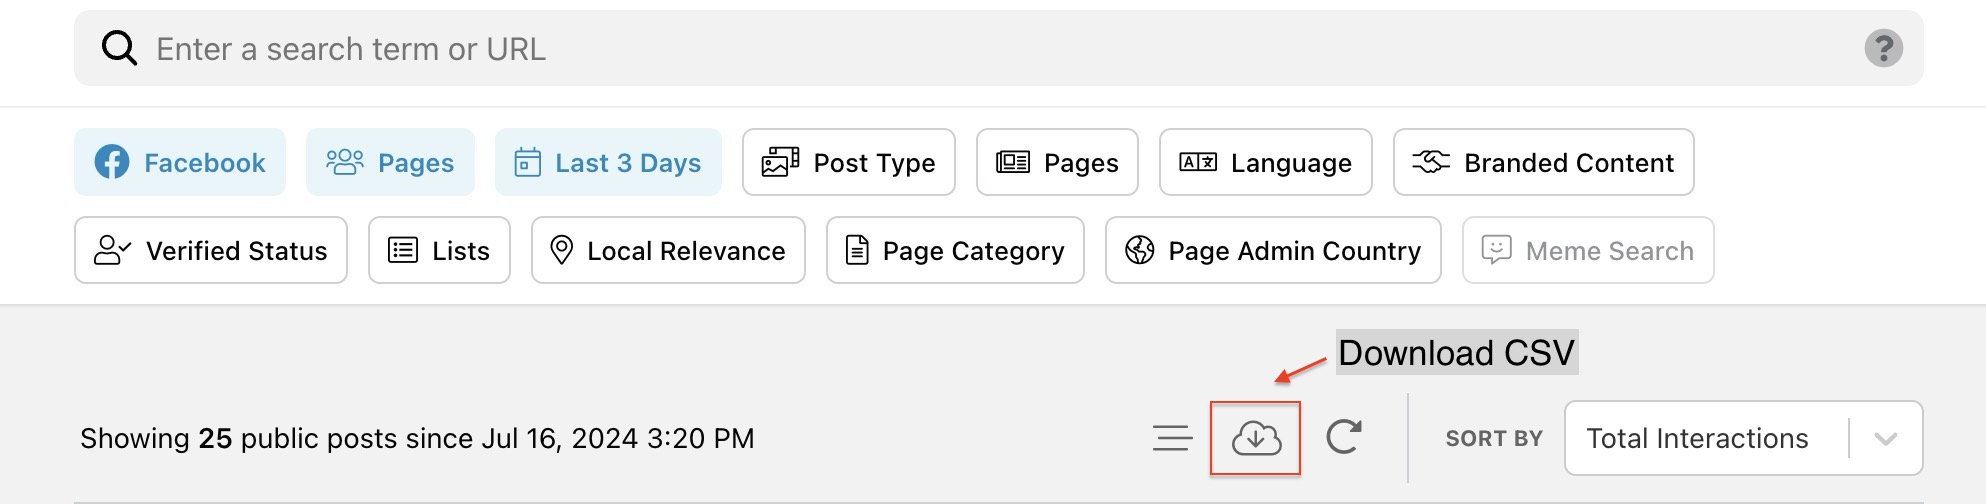 Enter a search term or URL
?
Facebook Pages Last 3 Days Post Type Pages A Language Branded Content
Verified Status Lists Local Relevance Page Category Page Admin Country Meme Search
Download CSV
Showing 25 public posts since Jul 16, 2024 3:20 PM SORT BY Total Interactions